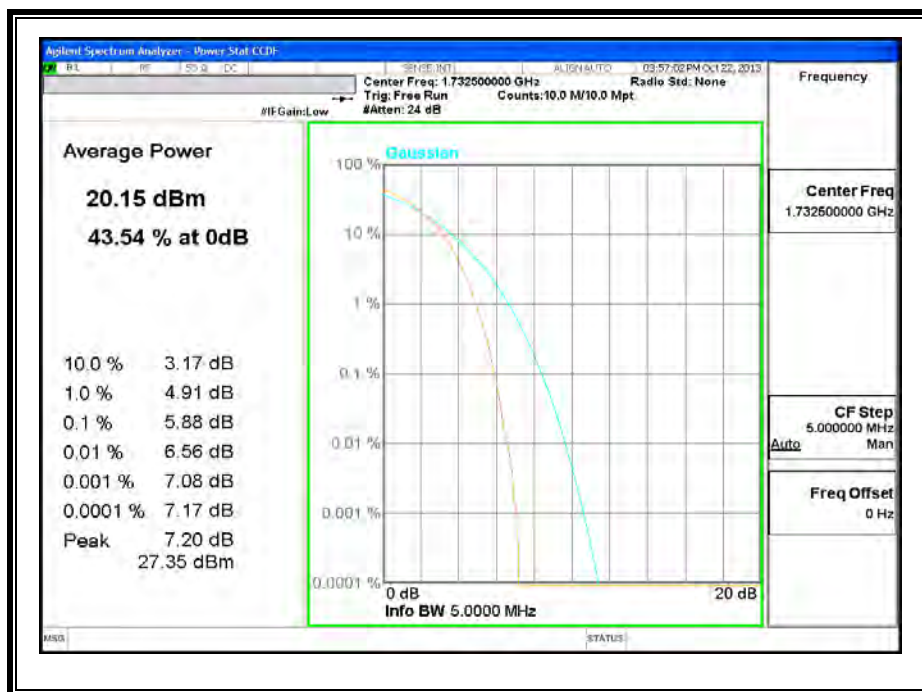 Agilent Spectrum Analyzer - Power Stat CCDF
RL RF 50 Ω DC SENSE:INT ALIGN AUTO 03:57:02 PM Oct 22, 2013
Center Freq: 1.732500000 GHz Radio Std: None
Trig: Free Run Counts:10.0 M/10.0 Mpt
#IFGain:Low #Atten: 24 dB
Frequency
Average Power
20.15 dBm
43.54 % at 0dB
10.0 % 3.17 dB
1.0 % 4.91 dB
0.1 % 5.88 dB
0.01 % 6.56 dB
0.001 % 7.08 dB
0.0001 % 7.17 dB
Peak 7.20 dB
27.35 dBm
Gaussian
100 %
10 %
1 %
0.1 %
0.01 %
0.001 %
0.0001 %
0 dB 20 dB
Info BW 5.0000 MHz
Center Freq
1.732500000 GHz
CF Step
5.000000 MHz
Auto Man
Freq Offset
0 Hz
MSG STATUS